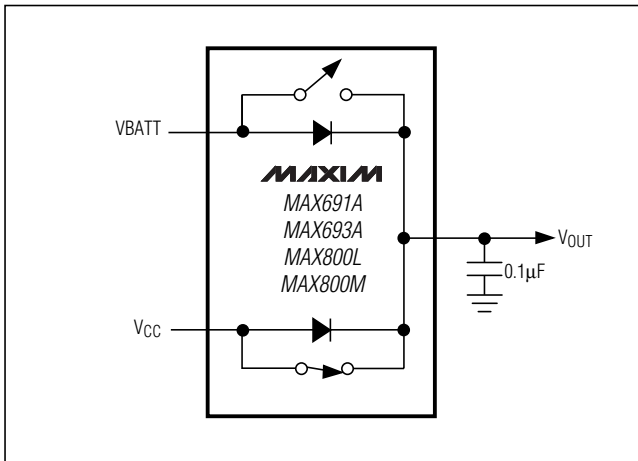 VBATT
MAXIM
MAX691A
MAX693A
MAX800L
MAX800M
VOUT
0.1µF
VCC